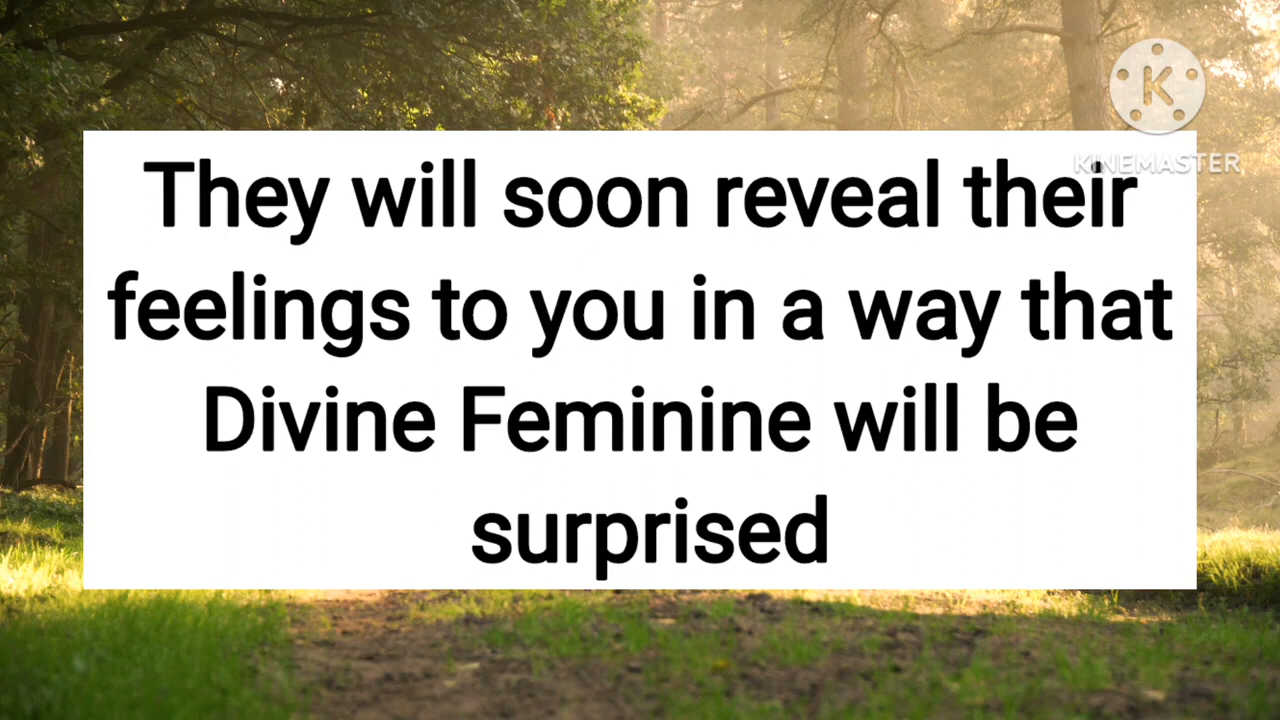 K
KINEMASTER
They will soon reveal their
feelings to you in a way that
Divine Feminine will be
surprised